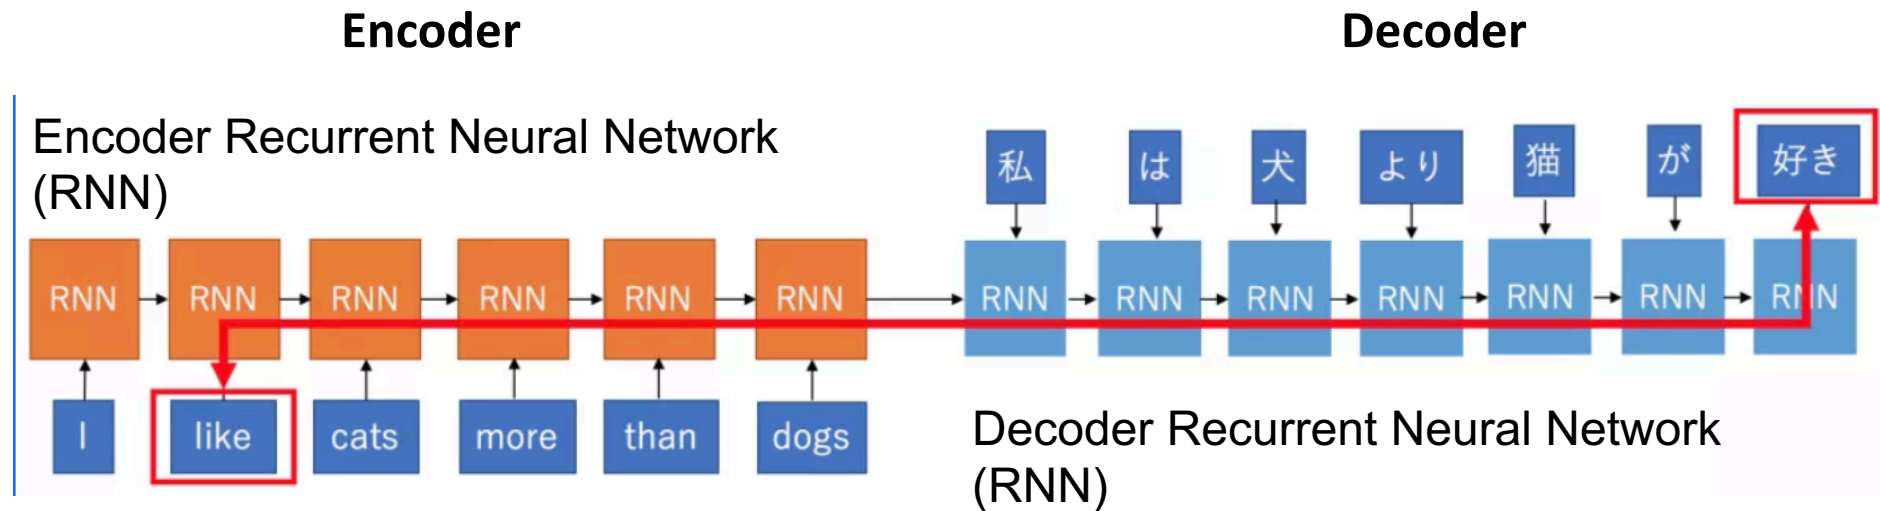 Encoder
Decoder
Encoder Recurrent Neural Network
(RNN)
私 は 犬 より 猫 が 好き
RNN RNN RNN RNN RNN RNN RNN RNN RNN RNN RNN RNN RNN
I like cats more than dogs
Decoder Recurrent Neural Network
(RNN)